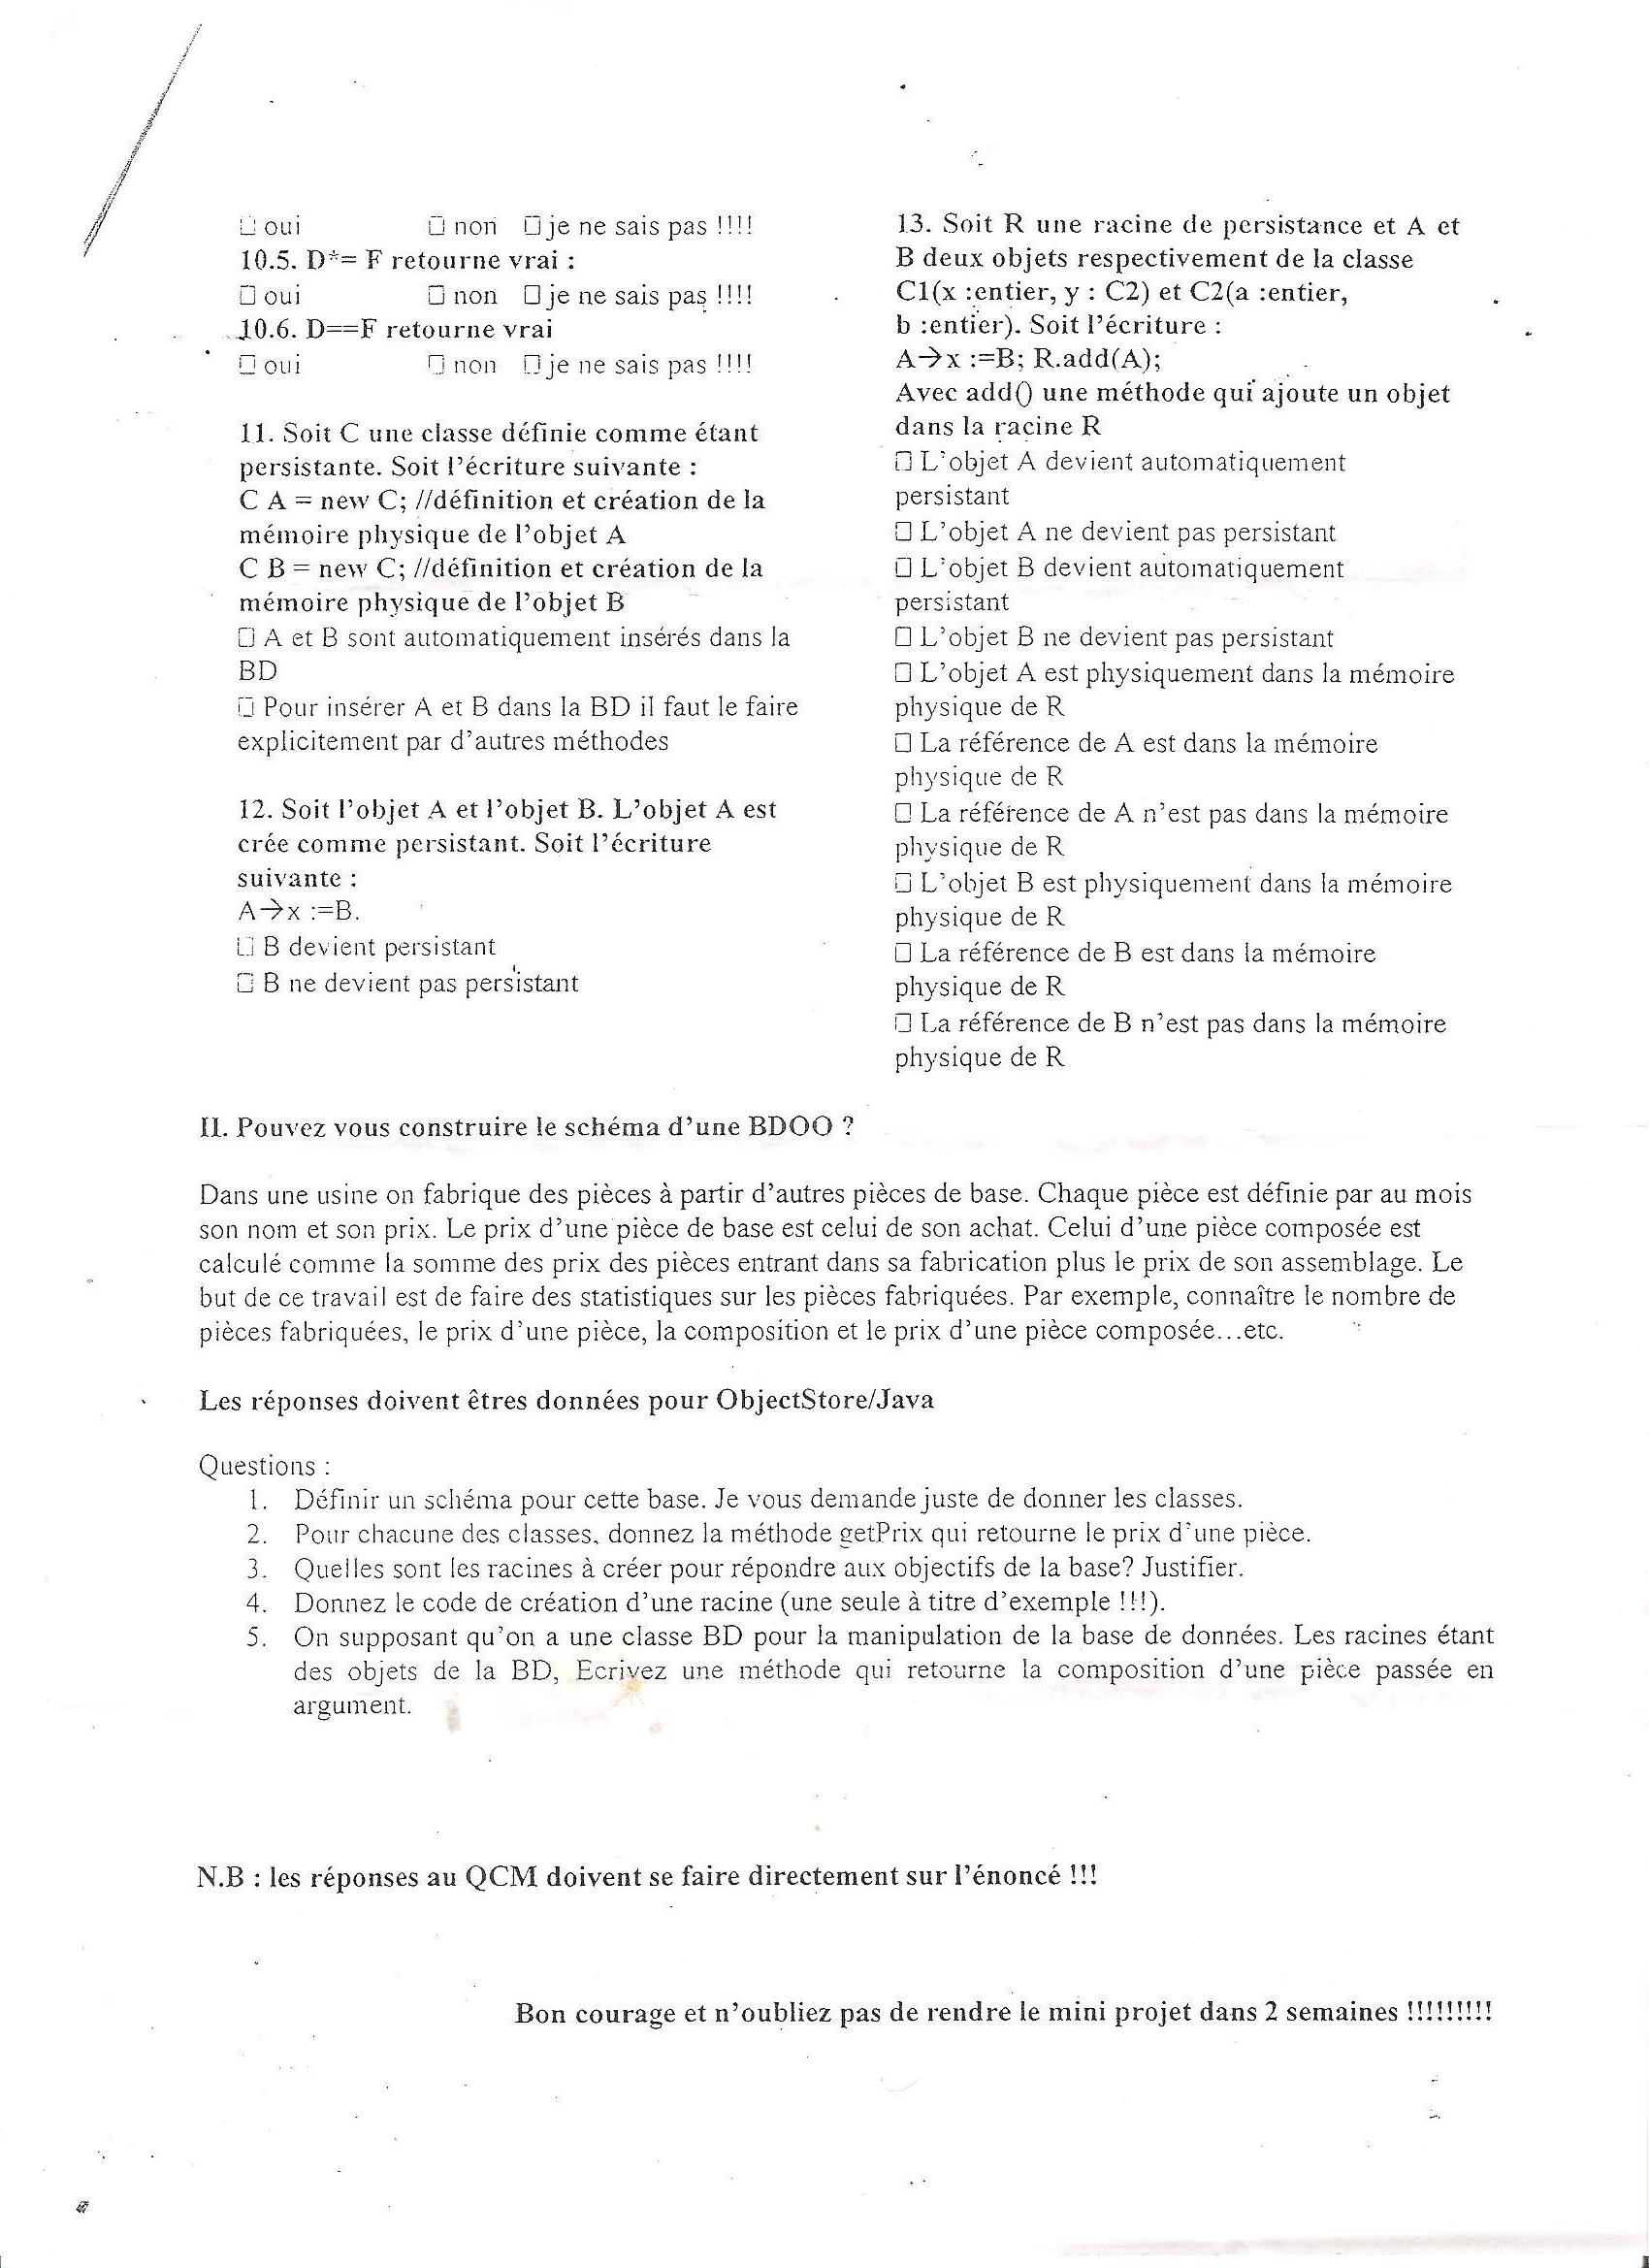 ☐ oui ☐ non ☐ je ne sais pas !!!!
10.5. D*= F retourne vrai :
☐ oui ☐ non ☐ je ne sais pas !!!!
10.6. D==F retourne vrai
☐ oui ☐ non ☐ je ne sais pas !!!!
11. Soit C une classe définie comme étant
persistante. Soit l'écriture suivante :
C A = new C; //définition et création de la
mémoire physique de l'objet A
C B = new C; //définition et création de la
mémoire physique de l'objet B
☐ A et B sont automatiquement insérés dans la
BD
☐ Pour insérer A et B dans la BD il faut le faire
explicitement par d'autres méthodes
12. Soit l'objet A et l'objet B. L'objet A est
crée comme persistant. Soit l'écriture
suivante :
A→x :=B.
☐ B devient persistant
☐ B ne devient pas persistant
13. Soit R une racine de persistance et A et
B deux objets respectivement de la classe
C1(x :entier, y : C2) et C2(a :entier,
b :entier). Soit l'écriture :
A→x :=B; R.add(A);
Avec add() une méthode qui ajoute un objet
dans la racine R
☐ L'objet A devient automatiquement
persistant
☐ L'objet A ne devient pas persistant
☐ L'objet B devient automatiquement
persistant
☐ L'objet B ne devient pas persistant
☐ L'objet A est physiquement dans la mémoire
physique de R
☐ La référence de A est dans la mémoire
physique de R
☐ La référence de A n'est pas dans la mémoire
physique de R
☐ L'objet B est physiquement dans la mémoire
physique de R
☐ La référence de B est dans la mémoire
physique de R
☐ La référence de B n'est pas dans la mémoire
physique de R
II. Pouvez vous construire le schéma d'une BDOO ?
Dans une usine on fabrique des pièces à partir d'autres pièces de base. Chaque pièce est définie par au mois
son nom et son prix. Le prix d'une pièce de base est celui de son achat. Celui d'une pièce composée est
calculé comme la somme des prix des pièces entrant dans sa fabrication plus le prix de son assemblage. Le
but de ce travail est de faire des statistiques sur les pièces fabriquées. Par exemple, connaître le nombre de
pièces fabriquées, le prix d'une pièce, la composition et le prix d'une pièce composée...etc.
Les réponses doivent êtres données pour ObjectStore/Java
Questions :
1. Définir un schéma pour cette base. Je vous demande juste de donner les classes.
2. Pour chacune des classes, donnez la méthode getPrix qui retourne le prix d'une pièce.
3. Quelles sont les racines à créer pour répondre aux objectifs de la base? Justifier.
4. Donnez le code de création d'une racine (une seule à titre d'exemple !!!).
5. On supposant qu'on a une classe BD pour la manipulation de la base de données. Les racines étant
des objets de la BD, Ecrivez une méthode qui retourne la composition d'une pièce passée en
argument.
N.B : les réponses au QCM doivent se faire directement sur l'énoncé !!!
Bon courage et n'oubliez pas de rendre le mini projet dans 2 semaines !!!!!!!!!